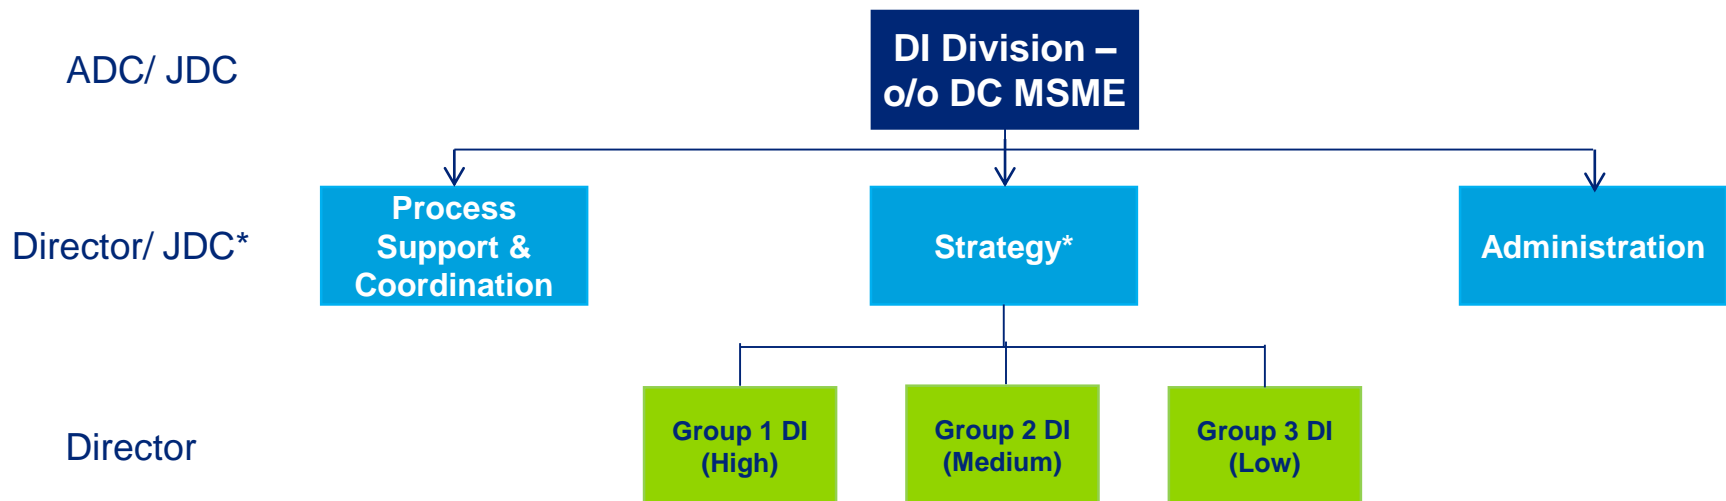 ADC/ JDC
DI Division –
o/o DC MSME
Director/ JDC*
Process
Support &
Coordination
Strategy*
Administration
Director
Group 1 DI
(High)
Group 2 DI
(Medium)
Group 3 DI
(Low)